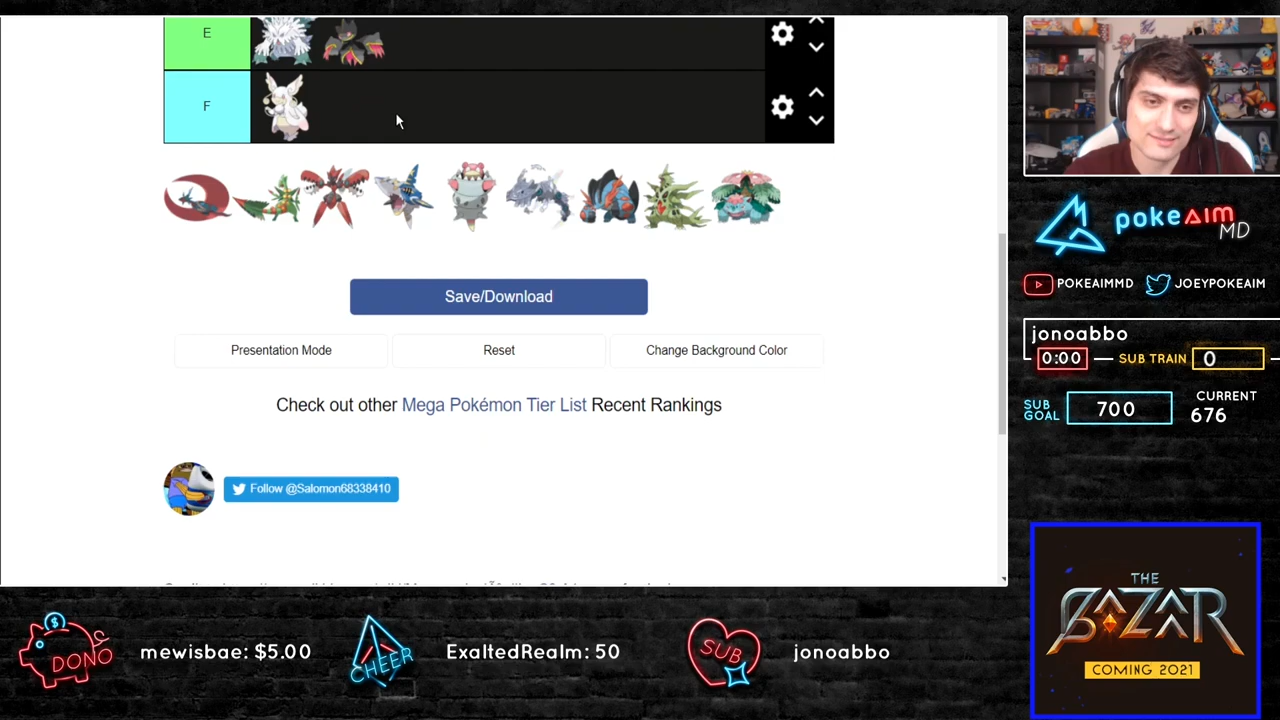 E
F
Save/Download
Presentation Mode
Reset
Change Background Color
Check out other Mega Pokémon Tier List Recent Rankings
Follow @Salomon68338410
pokeAIM
MD
POKEAIMMD
JOEYPOKEAIM
jonoabbo
0:00
SUB TRAIN
0
SUB
GOAL
700
CURRENT
676
THE
BAZAR
COMING 2021
DONO
mewisbae: $5.00
CHEER
ExaltedRealm: 50
SUB
jonoabbo